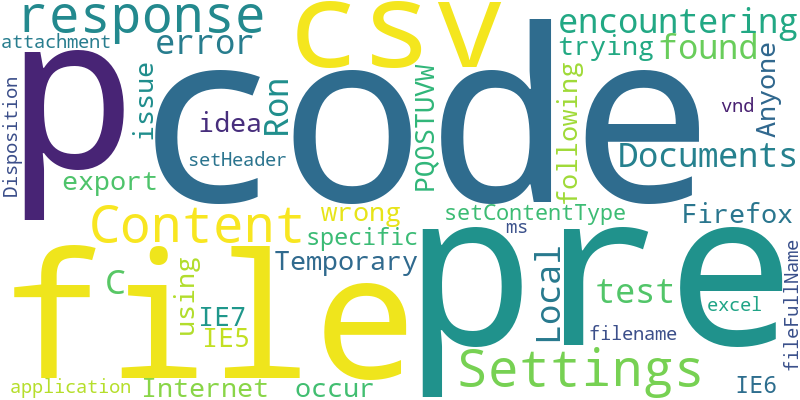 response
csv
encountering
attachment
error
trying
found
p
code
Disposition
issue
idea
Ron
PQOSTUVW
following
vnd
Anyone
setHeader
Documents
export
Content
wrong
setContentType
Firefox
specific
ms
file
pre
Temporary
Local
C
using
test
fileFullName
IE7
excel
IE5
filename
Settings
application
Internet
occur
IE6